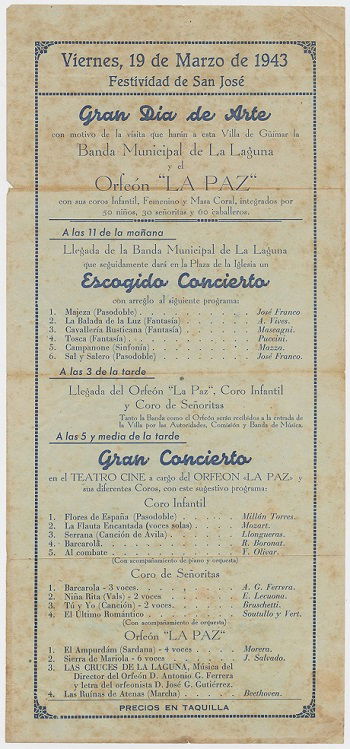 Viernes, 19 de Marzo de 1943
Festividad de San José
Gran Día de Arte
con motivo de la visita que harán a esta Villa de Güimar la
Banda Municipal de La Laguna
y el
Orfeón "LA PAZ"
con sus coros Infantil, Femenino y Masa Coral, integrados por
50 niños, 30 señoritas y 60 caballeros.
A las 11 de la mañana
Llegada de la Banda Municipal de La Laguna
que seguidamente dará en la Plaza de la Iglesia un
Escogido Concierto
con arreglo al siguiente programa:
1. Majeza (Pasodoble) . . . . . . José Franco
2. La Balada de la Luz (Fantasía) . . . . A. Vives.
3. Cavallería Rusticana (Fantasía) . . . . Mascagni.
4. Tosca (Fantasía) . . . . . . . Puccini.
5. Campanone (Sinfonía) . . . . . . Mazzo.
6. Sal y Salero (Pasodoble) . . . . . José Franco.
A las 3 de la tarde
Llegada del Orfeón "La Paz", Coro Infantil
y Coro de Señoritas
Tanto la Banda como el Orfeón serán recibidos a la entrada de
la Villa por las Autoridades, Comisión y Banda de Música.
A las 5 y media de la tarde
Gran Concierto
en el TEATRO CINE a cargo del ORFEON «LA PAZ» y
sus diferentes Coros, con este sugestivo programa:
Coro Infantil
1. Flores de España (Pasodoble) . . . . Millán Torres.
2. La Flauta Encantada (voces solas) . . . Mozart.
3. Serrana (Canción de Avila) . . . . . Llongueras.
4. Barcarola . . . . . . . . R. Boronat.
5. Al combate . . . . . . . . F. Olivar.
(Con acompañamiento de piano y orquesta)
Coro de Señoritas
1. Barcarola - 3 voces. . . . . . . A. G. Ferrera.
2. Niña Rita (Vals) - 2 voces . . . . . E. Lecuona.
3. Tú y Yo (Canción) - 2 voces. . . . . Bruschetti.
4. El Último Romántico . . . . . . Soutullo y Vert.
(Con acompañamiento de orquesta)
Orfeón "LA PAZ"
1. El Ampurdám (Sardana) - 4 voces . . . Morera.
2. Sierra de Mariola - 6 voces . . . . . J. Salvado.
3. LAS CRUCES DE LA LAGUNA, Música del
Director del Orfeón D. Antonio G. Ferrera
y letra del orfeonista D. José G. Gutiérrez.
4. Las Ruinas de Atenas (Marcha) . . . . Beethoven.
PRECIOS EN TAQUILLA